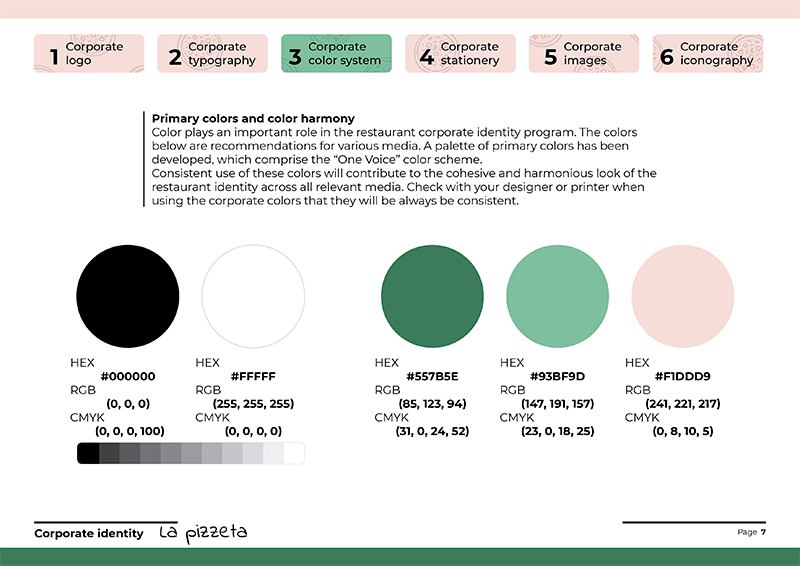 1 Corporate
logo
2 Corporate
typography
3 Corporate
color system
4 Corporate
stationery
5 Corporate
images
6 Corporate
iconography
Primary colors and color harmony
Color plays an important role in the restaurant corporate identity program. The colors
below are recommendations for various media. A palette of primary colors has been
developed, which comprise the “One Voice” color scheme.
Consistent use of these colors will contribute to the cohesive and harmonious look of the
restaurant identity across all relevant media. Check with your designer or printer when
using the corporate colors that they will be always be consistent.
HEX
#000000
RGB
(0, 0, 0)
CMYK
(0, 0, 0, 100)
HEX
#FFFFF
RGB
(255, 255, 255)
CMYK
(0, 0, 0, 0)
HEX
#557B5E
RGB
(85, 123, 94)
CMYK
(31, 0, 24, 52)
HEX
#93BF9D
RGB
(147, 191, 157)
CMYK
(23, 0, 18, 25)
HEX
#F1DDD9
RGB
(241, 221, 217)
CMYK
(0, 8, 10, 5)
Corporate identity La pizzeta
Page 7